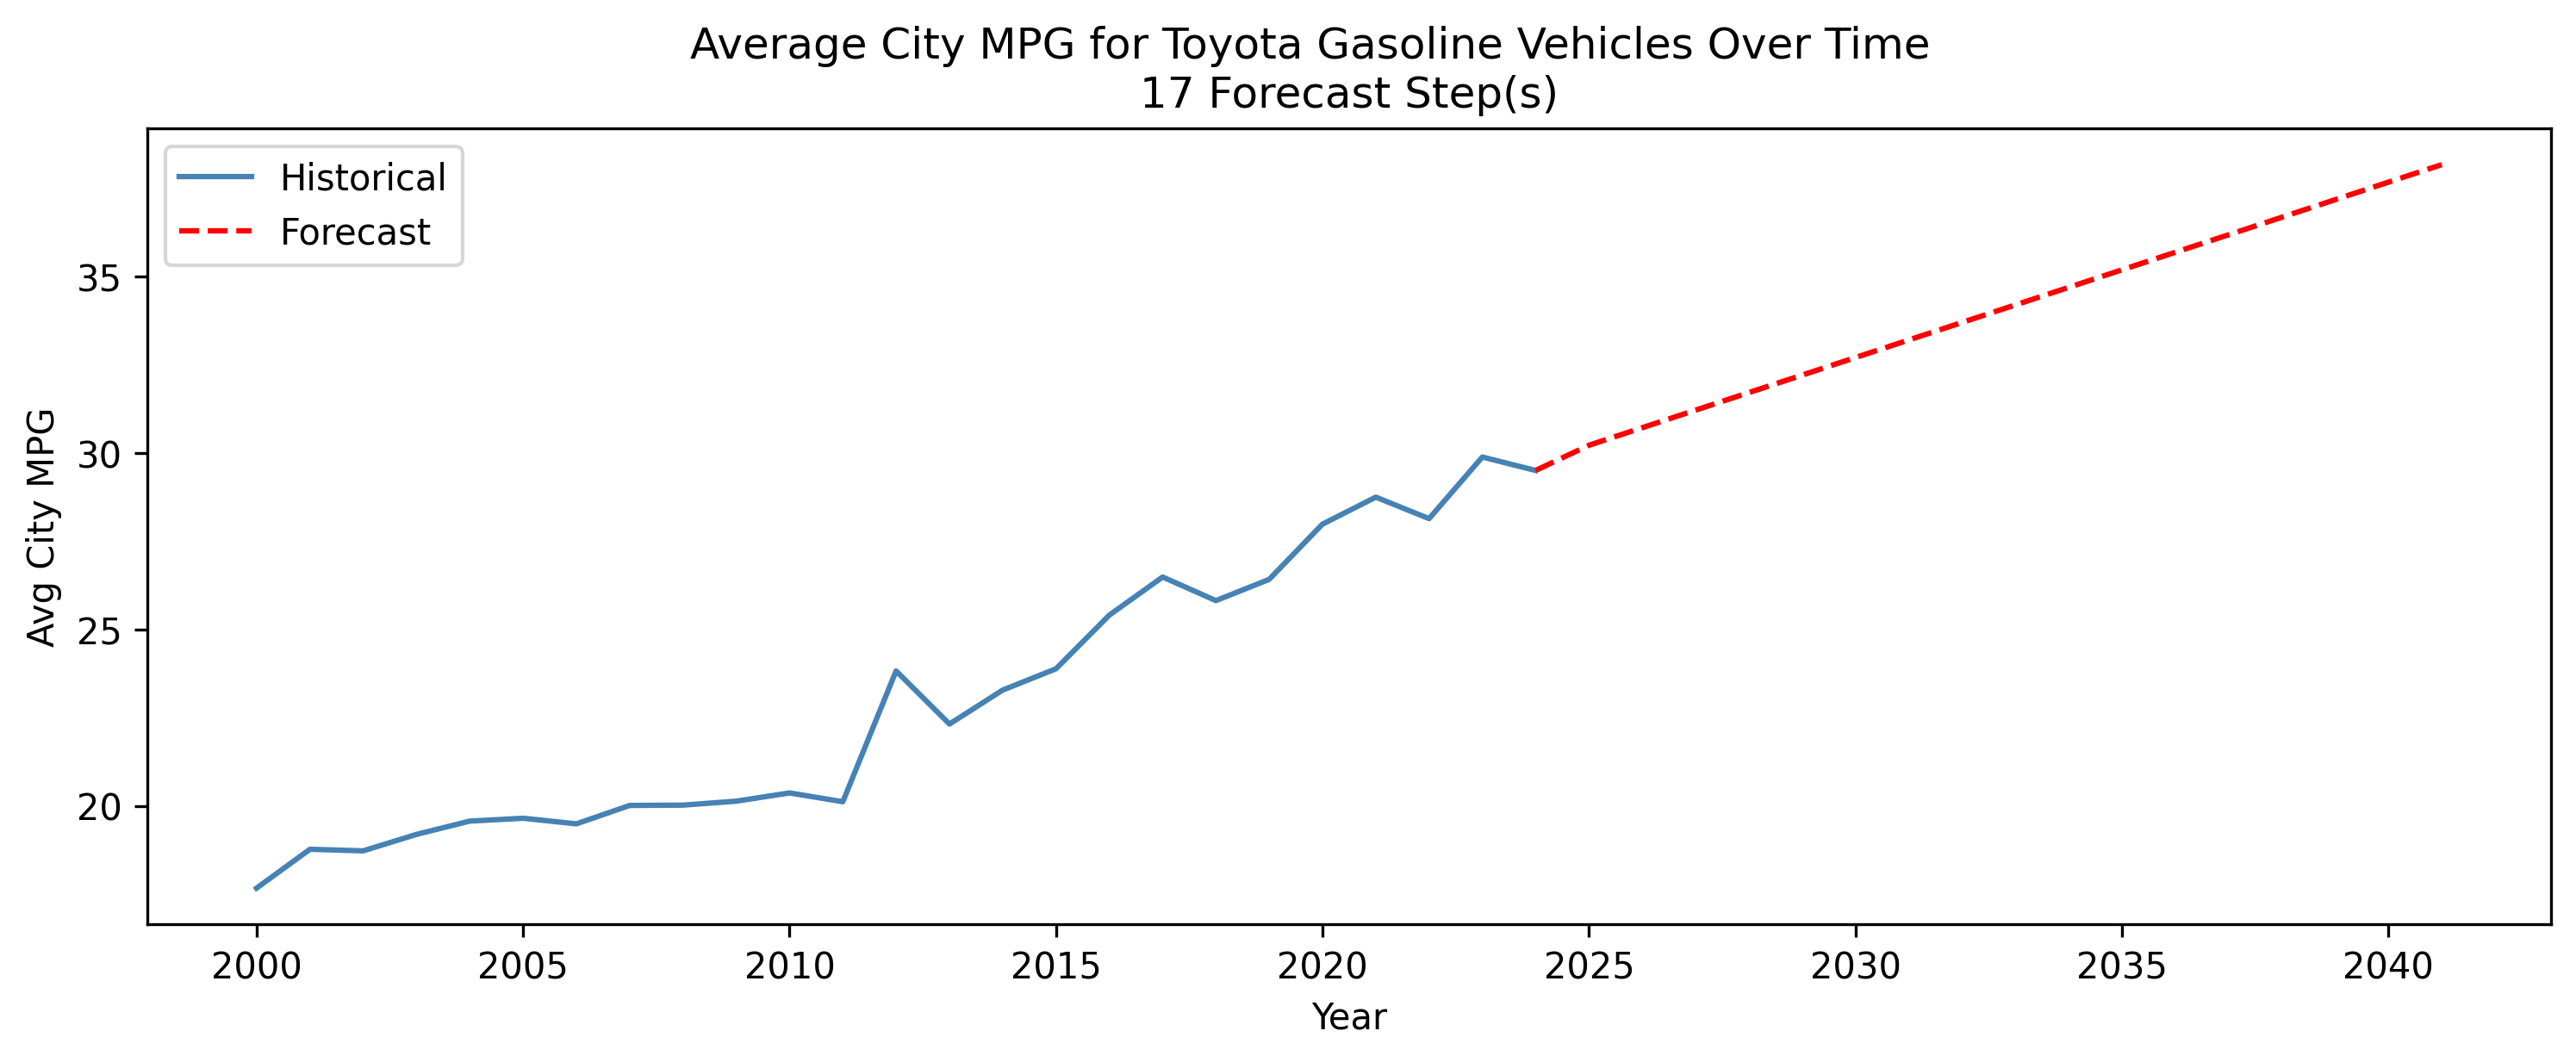 Average City MPG for Toyota Gasoline Vehicles Over Time
17 Forecast Step(s)
Historical
Forecast
Avg City MPG
35
30
25
20
2000 2005 2010 2015 2020 2025 2030 2035 2040
Year